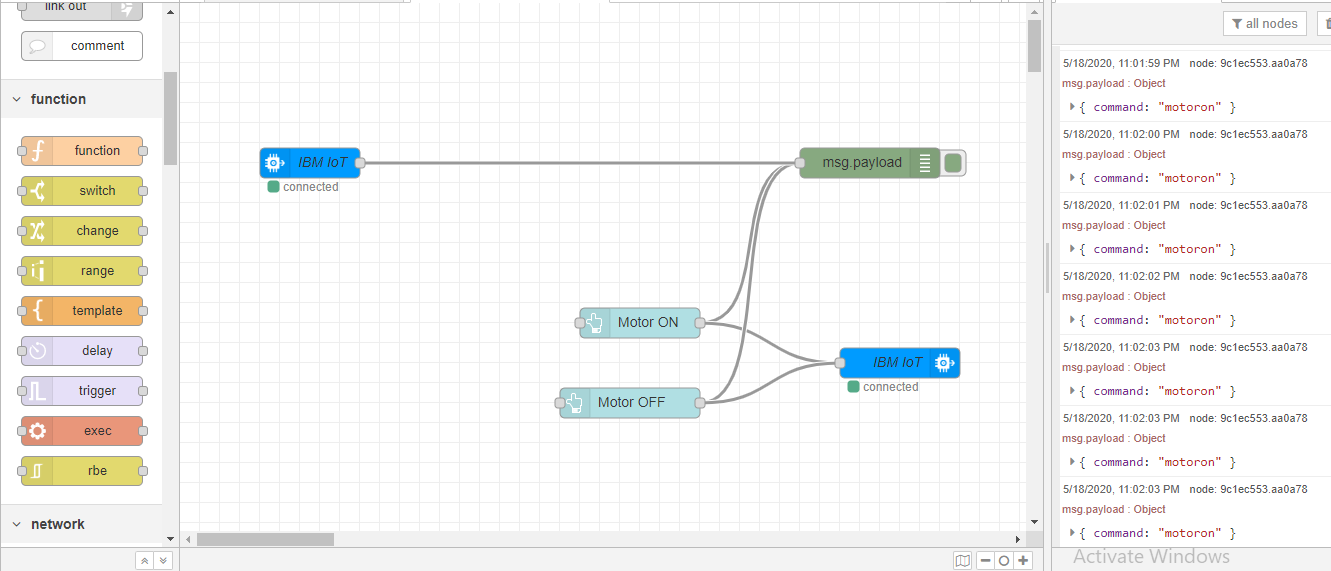 link out
comment
function
function
switch
change
range
template
delay
trigger
exec
rbe
network
IBM IoT
connected
msg.payload
Motor ON
IBM IoT
connected
Motor OFF
all nodes
5/18/2020, 11:01:59 PM node: 9c1ec553.aa0a78
msg.payload : Object
{ command: "motoron" }
5/18/2020, 11:02:00 PM node: 9c1ec553.aa0a78
msg.payload : Object
{ command: "motoron" }
5/18/2020, 11:02:01 PM node: 9c1ec553.aa0a78
msg.payload : Object
{ command: "motoron" }
5/18/2020, 11:02:02 PM node: 9c1ec553.aa0a78
msg.payload : Object
{ command: "motoron" }
5/18/2020, 11:02:03 PM node: 9c1ec553.aa0a78
msg.payload : Object
{ command: "motoron" }
5/18/2020, 11:02:03 PM node: 9c1ec553.aa0a78
msg.payload : Object
{ command: "motoron" }
5/18/2020, 11:02:03 PM node: 9c1ec553.aa0a78
msg.payload : Object
{ command: "motoron" }
Activate Windows